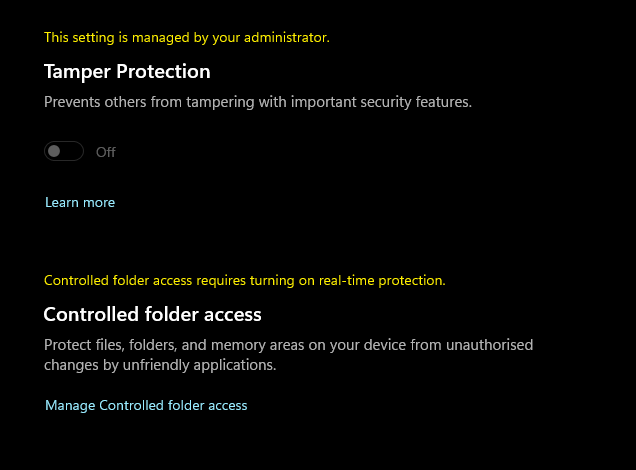 This setting is managed by your administrator.
Tamper Protection
Prevents others from tampering with important security features.
Off
Learn more
Controlled folder access requires turning on real-time protection.
Controlled folder access
Protect files, folders, and memory areas on your device from unauthorised
changes by unfriendly applications.
Manage Controlled folder access